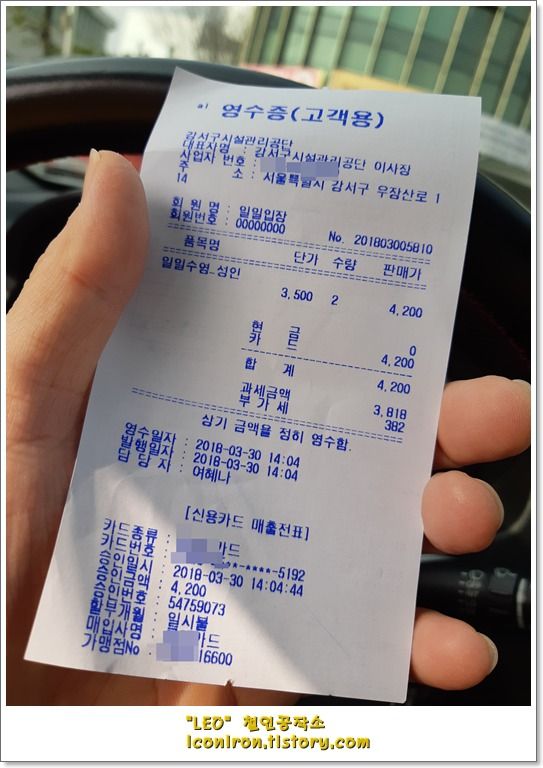 a1 영수증(고객용)
강서구시설관리공단
대표자명 : 강서구시설관리공단 이사장
사업자 번호 :
주 소 : 서울특별시 강서구 우장산로 1
14
회 원 명 : 일일입장
회원번호 : 00000000
No. 201803005810
품목명 단가 수량 판매가
일일수영.성인
3,500 2 4,200
현 금 0
카 드 4,200
합 계 4,200
과세금액 3,818
부 가 세 382
상기 금액을 정히 영수함.
영수일자 : 2018-03-30 14:04
발행일자 : 2018-03-30 14:04
담 당 자 : 여혜나
[신용카드 매출전표]
카드종류 : 카드
카드번호 : **-****-5192
승인일시 : 2018-03-30 14:04:44
승인금액 : 4,200
승인번호 : 54759073
할부개월 : 일시불
매입사명 : 카드
가맹점No : 16600
"LEO" 철인공작소
iconiron.tistory.com